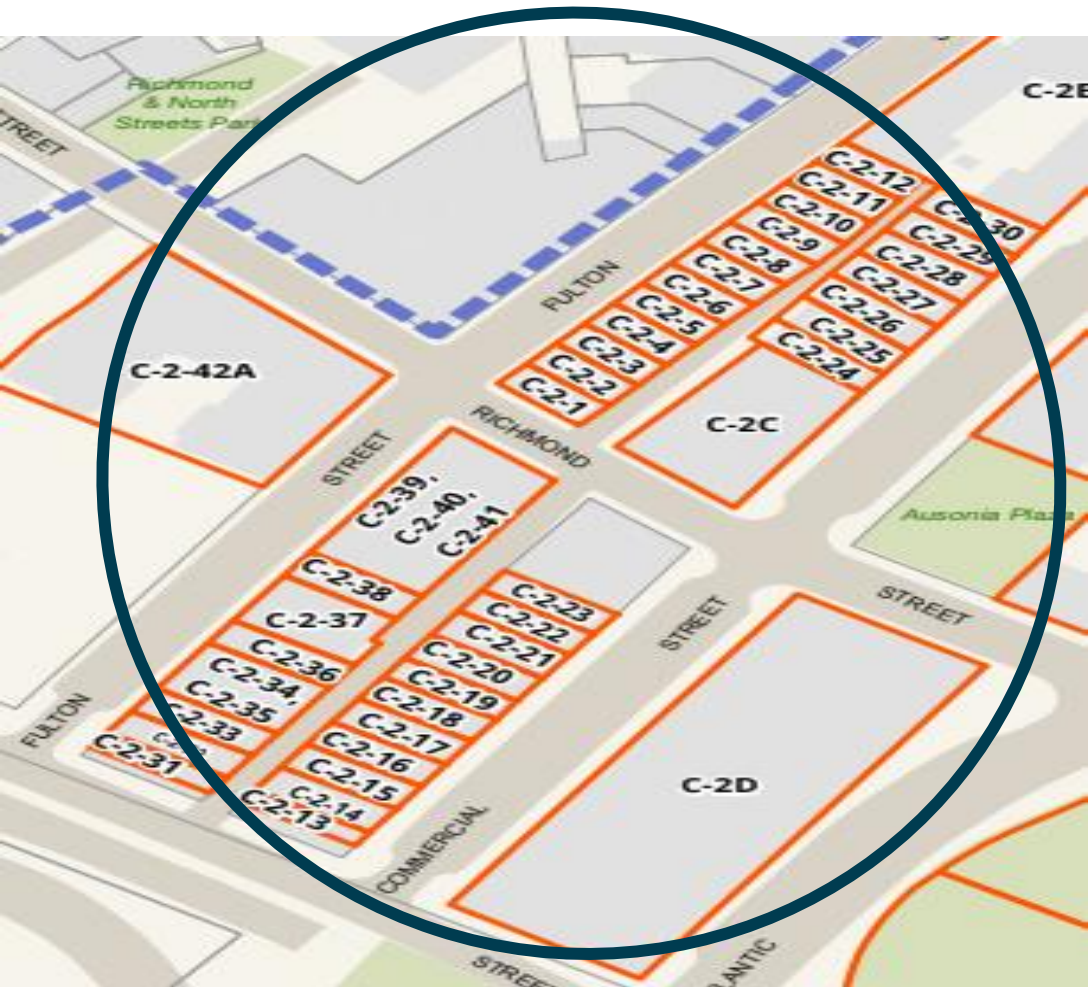 Richmond
& North
Streets Park
STREET
C-2E
C-2-12
C-2-11
C-2-10
C-2-9
C-2-8
C-2-7
C-2-6
C-2-5
C-2-4
C-2-3
C-2-2
C-2-1
C-2-30
C-2-29
C-2-28
C-2-27
C-2-26
C-2-25
C-2-24
FULTON
C-2-42A
C-2C
RICHMOND
STREET
C-2-39,
C-2-40,
C-2-41
Ausonia Plaza
C-2-38
C-2-37
C-2-36
C-2-34,
C-2-35
C-2-33
C-2-31
C-2-23
C-2-22
C-2-21
C-2-20
C-2-19
C-2-18
C-2-17
C-2-16
C-2-15
C-2-14
C-2-13
STREET
STREET
FULTON
C-2D
COMMERCIAL
STREET
LANTIC